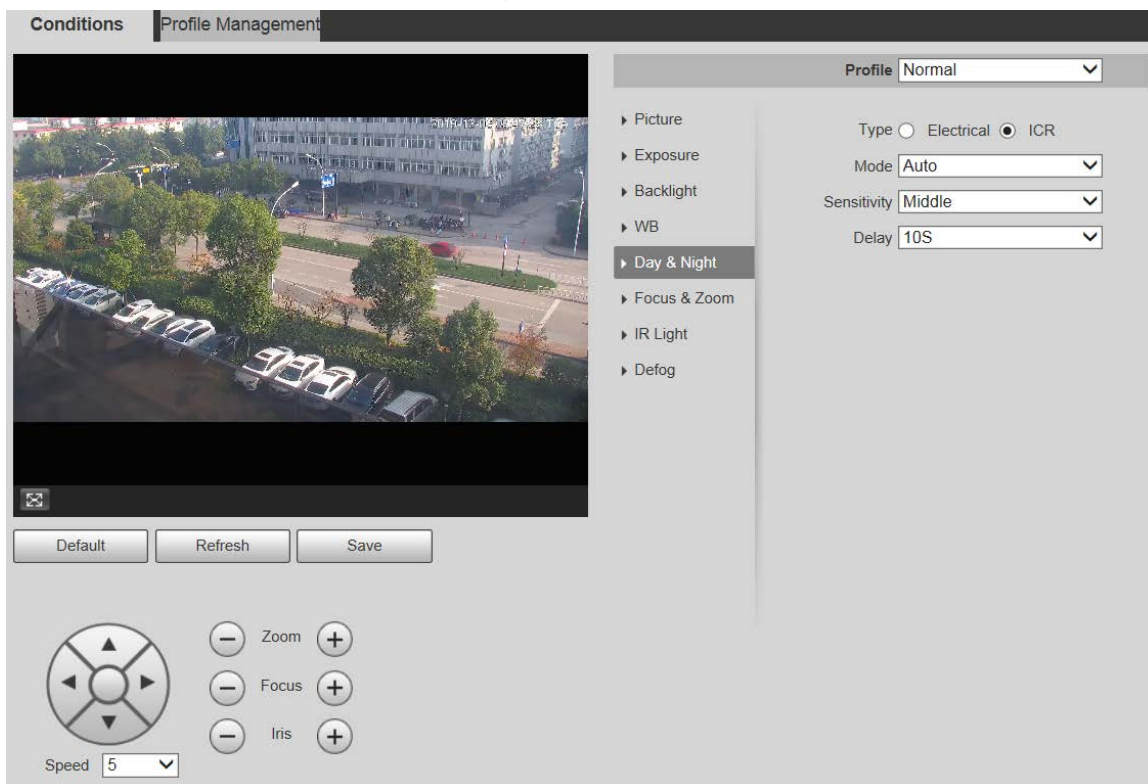 Conditions
Profile Management
Profile Normal
Picture
Exposure
Backlight
WB
Day & Night
Focus & Zoom
IR Light
Defog
Type Electrical ICR
Mode Auto
Sensitivity Middle
Delay 10S
Default Refresh Save
Zoom
Focus
Iris
Speed 5